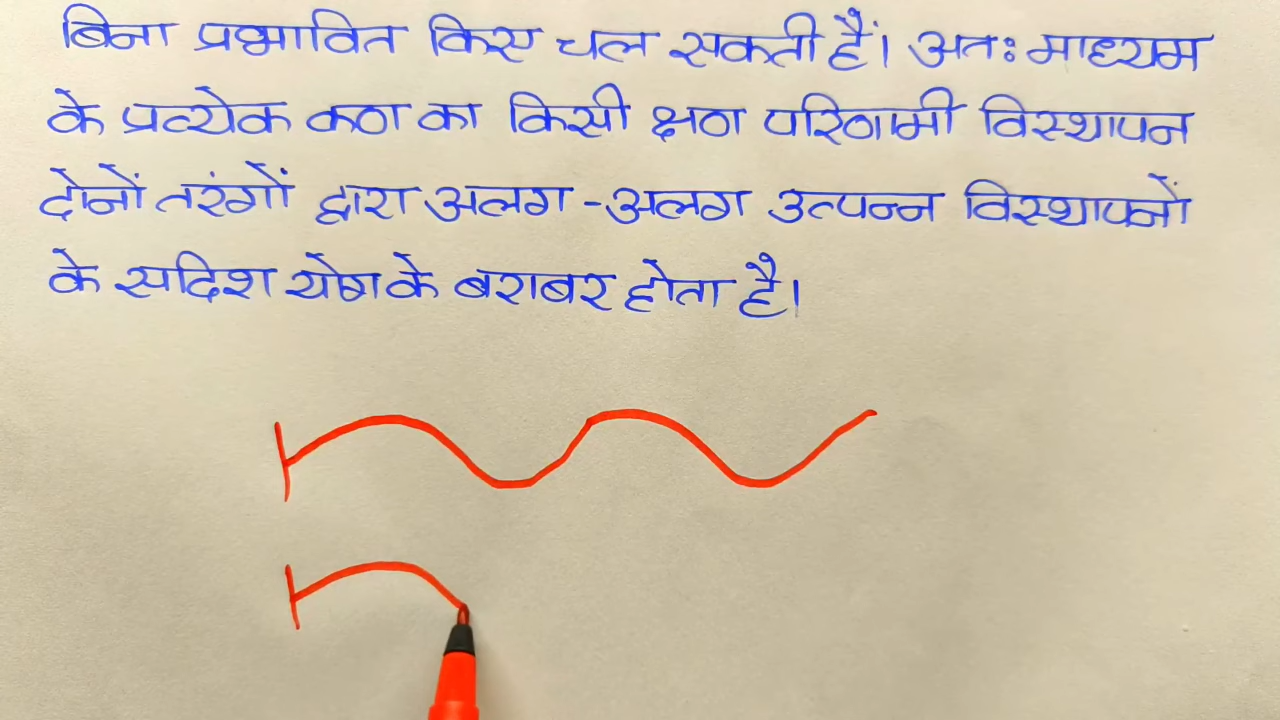 बिना प्रभावित किए चल सकती हैं। अतः माध्यम
के प्रत्येक कण का किसी क्षण परिणामी विस्थापन
दोनों तरंगों द्वारा अलग-अलग उत्पन्न विस्थापनों
के सदिश योग के बराबर होता है।